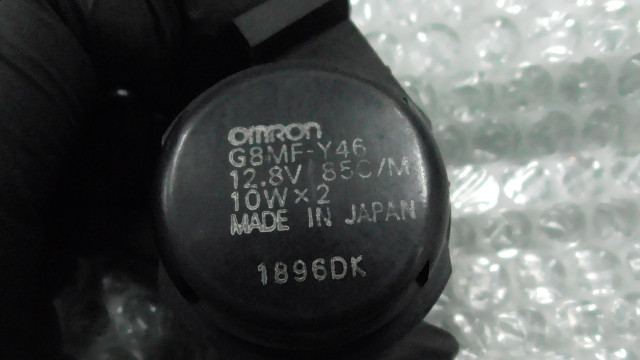 omron
G8MF-Y46
12.8V 85C/M
10W×2
MADE IN JAPAN
1896DK